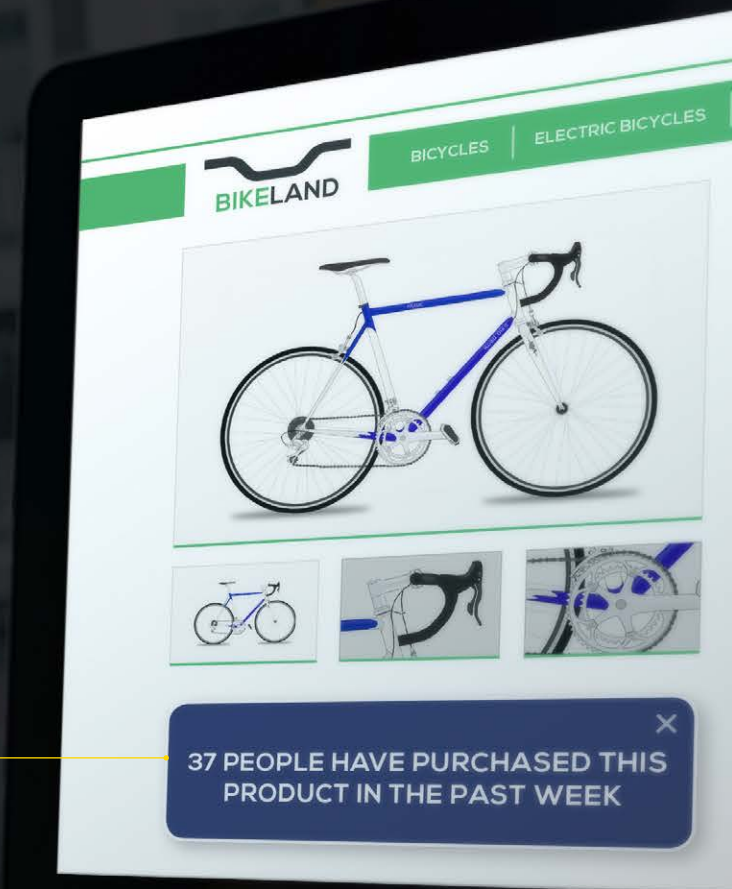 BICYCLES
ELECTRIC BICYCLES
BIKELAND
37 PEOPLE HAVE PURCHASED THIS
PRODUCT IN THE PAST WEEK